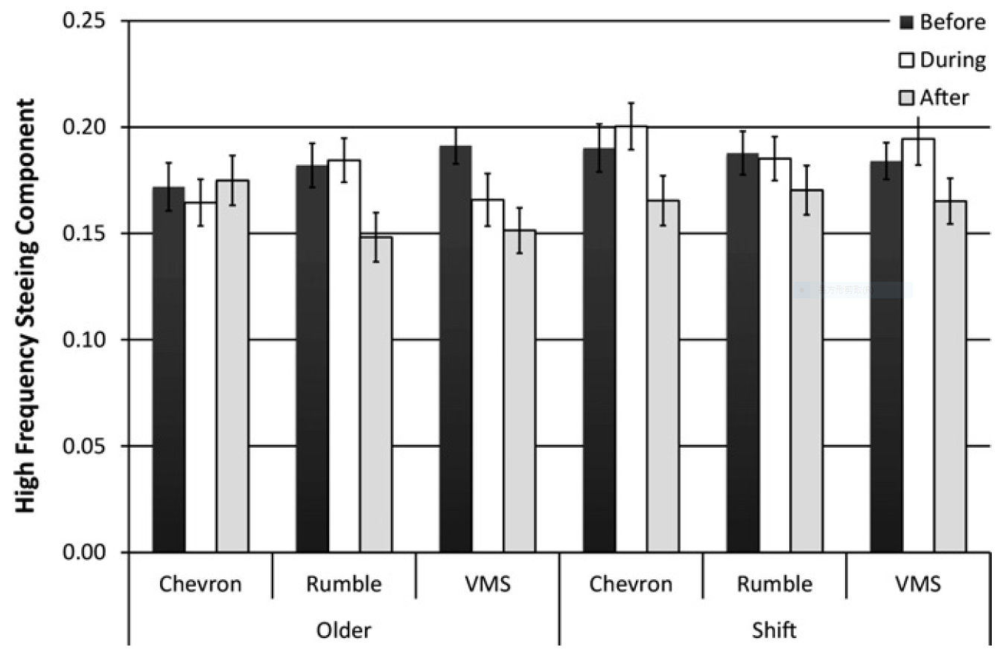 0.25
0.20
0.15
0.10
0.05
0.00
High Frequency Steeing Component
Before
During
After
Chevron
Rumble
VMS
Chevron
Rumble
VMS
Older
Shift